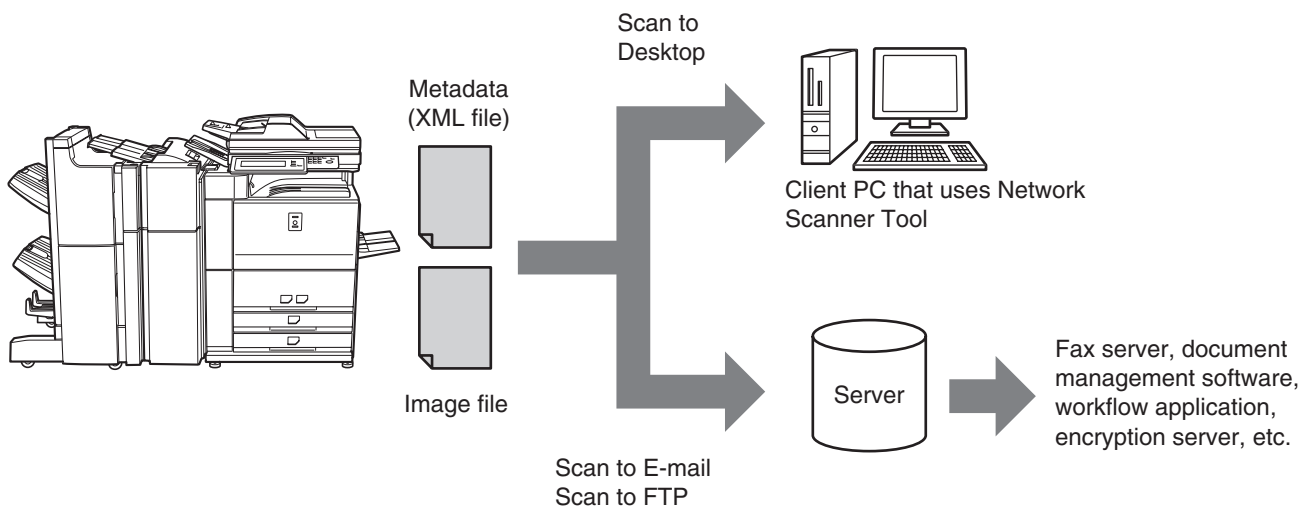 Scan to
Desktop
Metadata
(XML file)
Client PC that uses Network
Scanner Tool
Image file
Server
Fax server, document
management software,
workflow application,
encryption server, etc.
Scan to E-mail
Scan to FTP